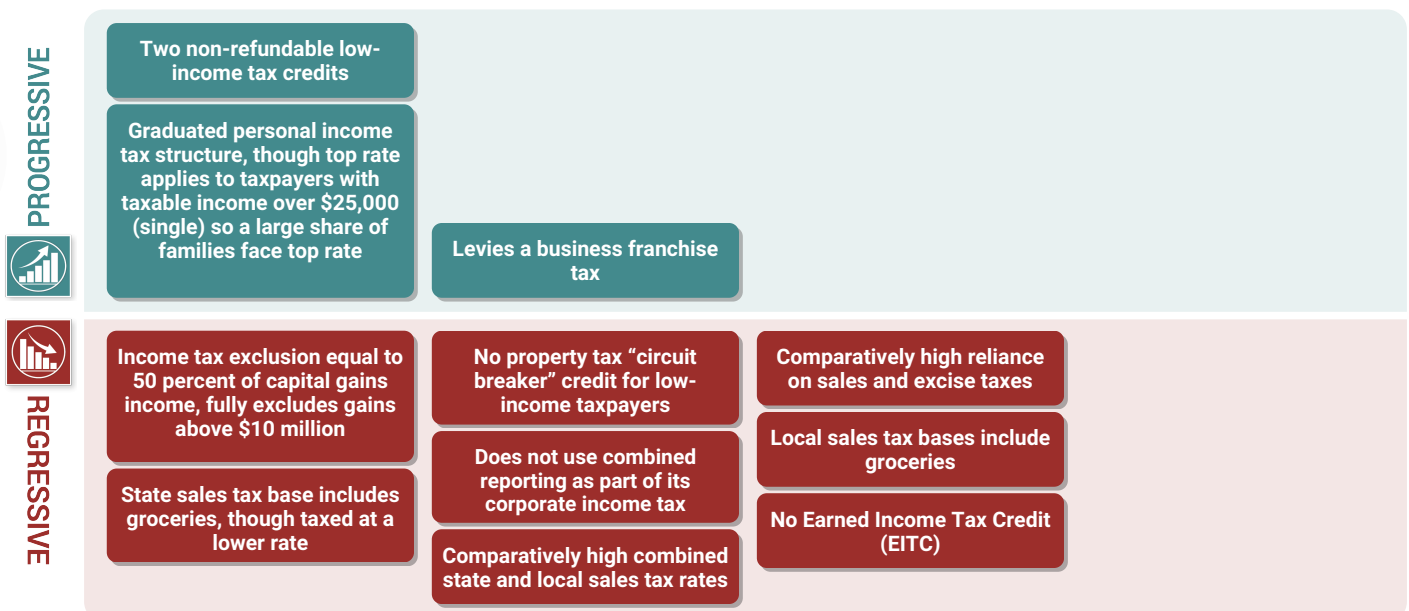 PROGRESSIVE
Two non-refundable low-
income tax credits
Graduated personal income
tax structure, though top rate
applies to taxpayers with
taxable income over $25,000
(single) so a large share of
families face top rate
Levies a business franchise
tax
REGRESSIVE
Income tax exclusion equal to
50 percent of capital gains
income, fully excludes gains
above $10 million
State sales tax base includes
groceries, though taxed at a
lower rate
No property tax “circuit
breaker” credit for low-
income taxpayers
Does not use combined
reporting as part of its
corporate income tax
Comparatively high combined
state and local sales tax rates
Comparatively high reliance
on sales and excise taxes
Local sales tax bases include
groceries
No Earned Income Tax Credit
(EITC)